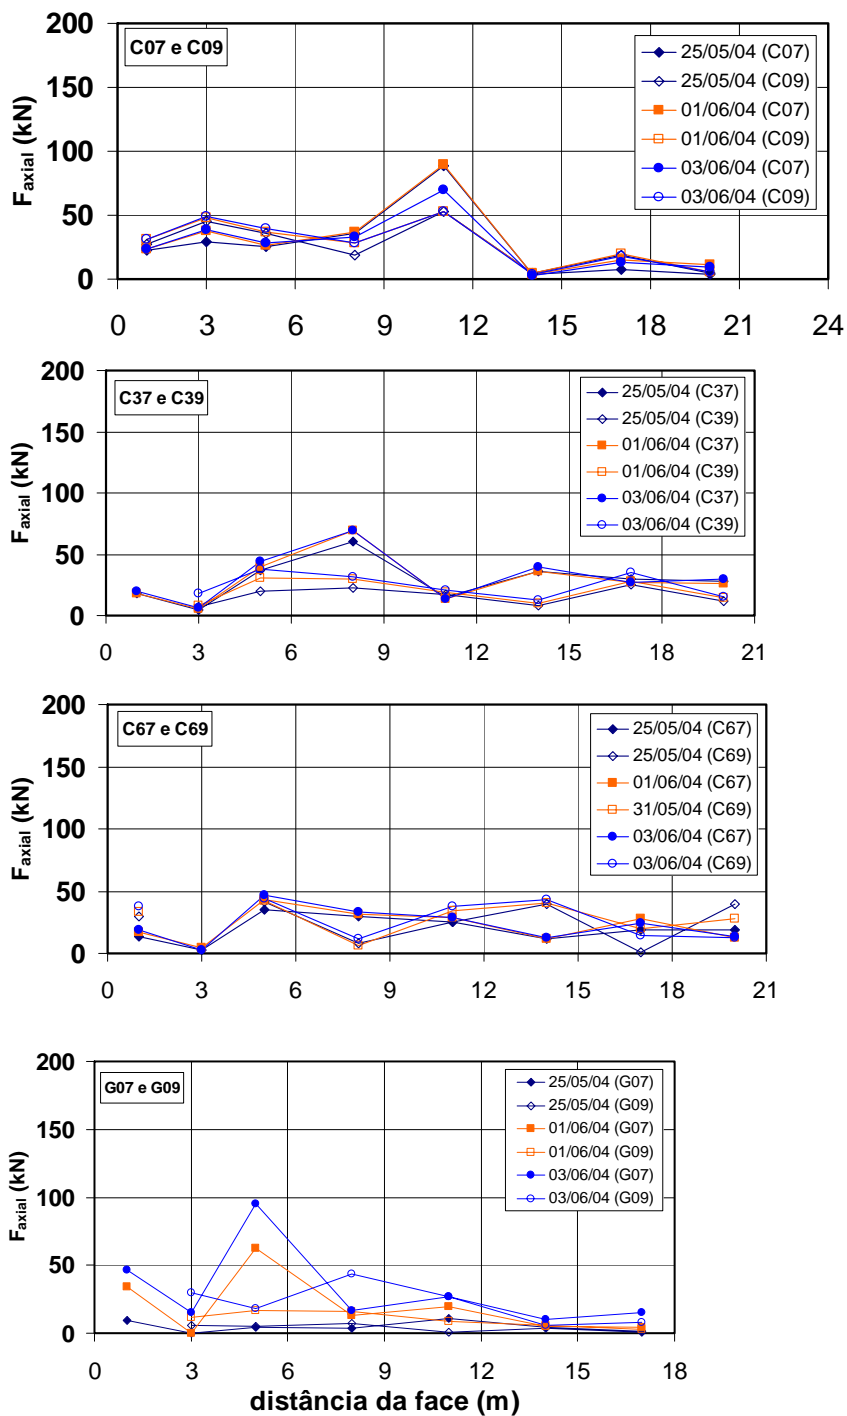 200
C07 e C09
25/05/04 (C07)
25/05/04 (C09)
150
01/06/04 (C07)
01/06/04 (C09)
100
03/06/04 (C07)
03/06/04 (C09)
F axial (kN)
50
0
0 3 6 9 12 15 18 21 24
200
C37 e C39
25/05/04 (C37)
25/05/04 (C39)
150
01/06/04 (C37)
01/06/04 (C39)
100
03/06/04 (C37)
03/06/04 (C39)
F axial (kN)
50
0
0 3 6 9 12 15 18 21
200
C67 e C69
25/05/04 (C67)
25/05/04 (C69)
150
01/06/04 (C67)
31/05/04 (C69)
100
03/06/04 (C67)
03/06/04 (C69)
F axial (kN)
50
0
0 3 6 9 12 15 18 21
200
G07 e G09
25/05/04 (G07)
25/05/04 (G09)
150
01/06/04 (G07)
01/06/04 (G09)
100
03/06/04 (G07)
03/06/04 (G09)
F axial (kN)
50
0
0 3 6 9 12 15 18
distância da face (m)